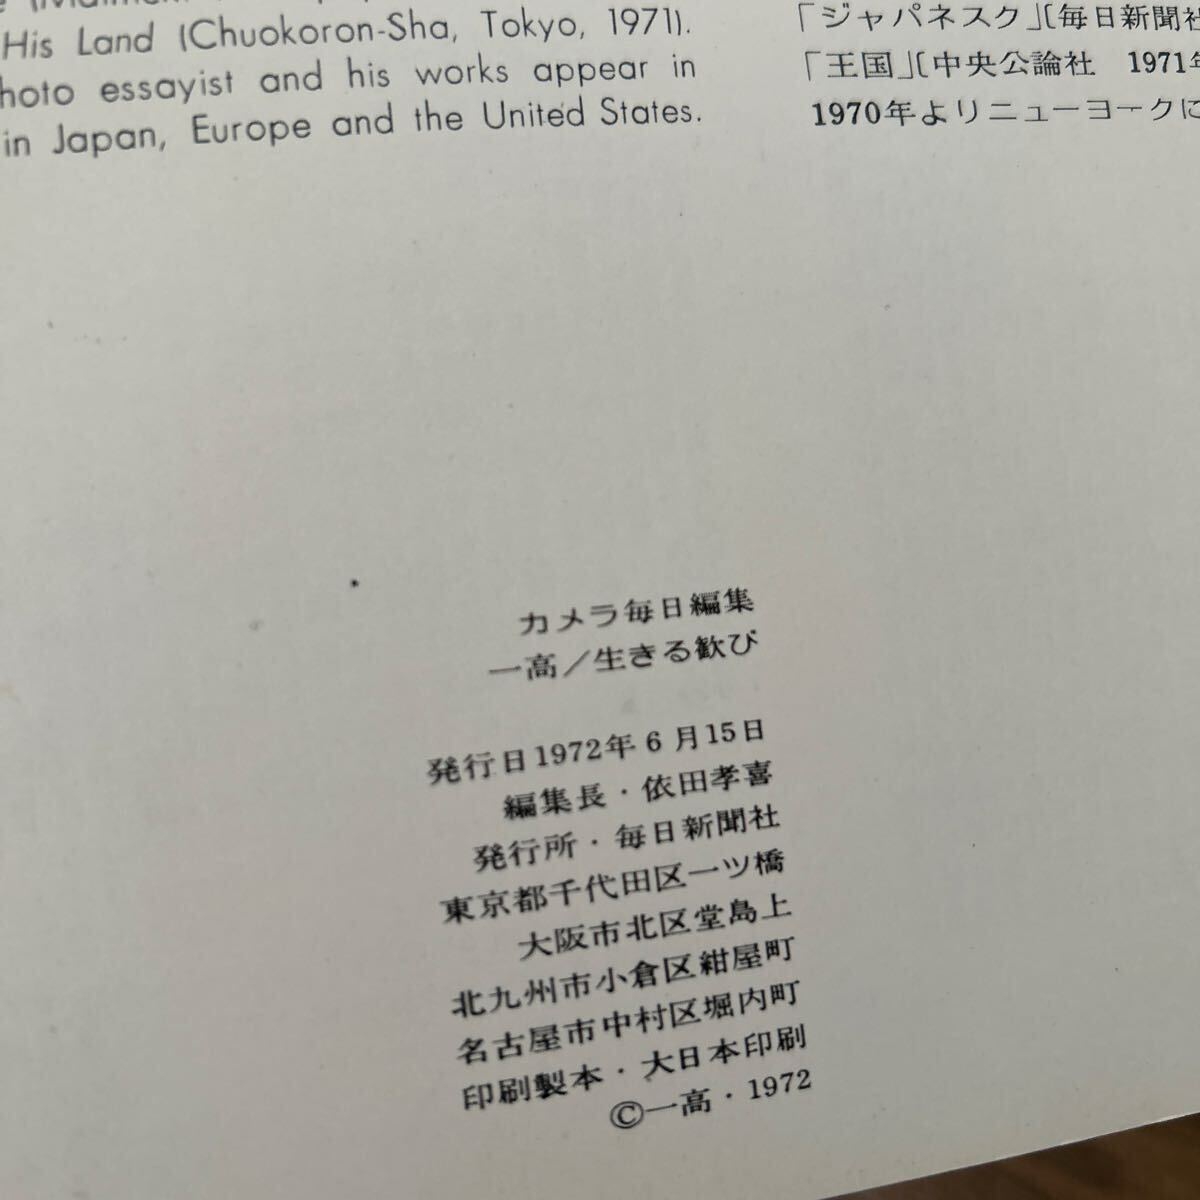 His Land (Chuokoron-Sha, Tokyo, 1971).
hoto essayist and his works appear in
in Japan, Europe and the United States.
「ジャパネスク」〔毎日新聞社
「王国」〔中央公論社 1971年
1970年よりニューヨークに
カメラ毎日編集
一高／生きる歓び
発行日1972年6月15日
編集長・依田孝喜
発行所・毎日新聞社
東京都千代田区一ツ橋
大阪市北区堂島上
北九州市小倉区紺屋町
名古屋市中村区堀内町
印刷製本・大日本印刷
©一高・1972